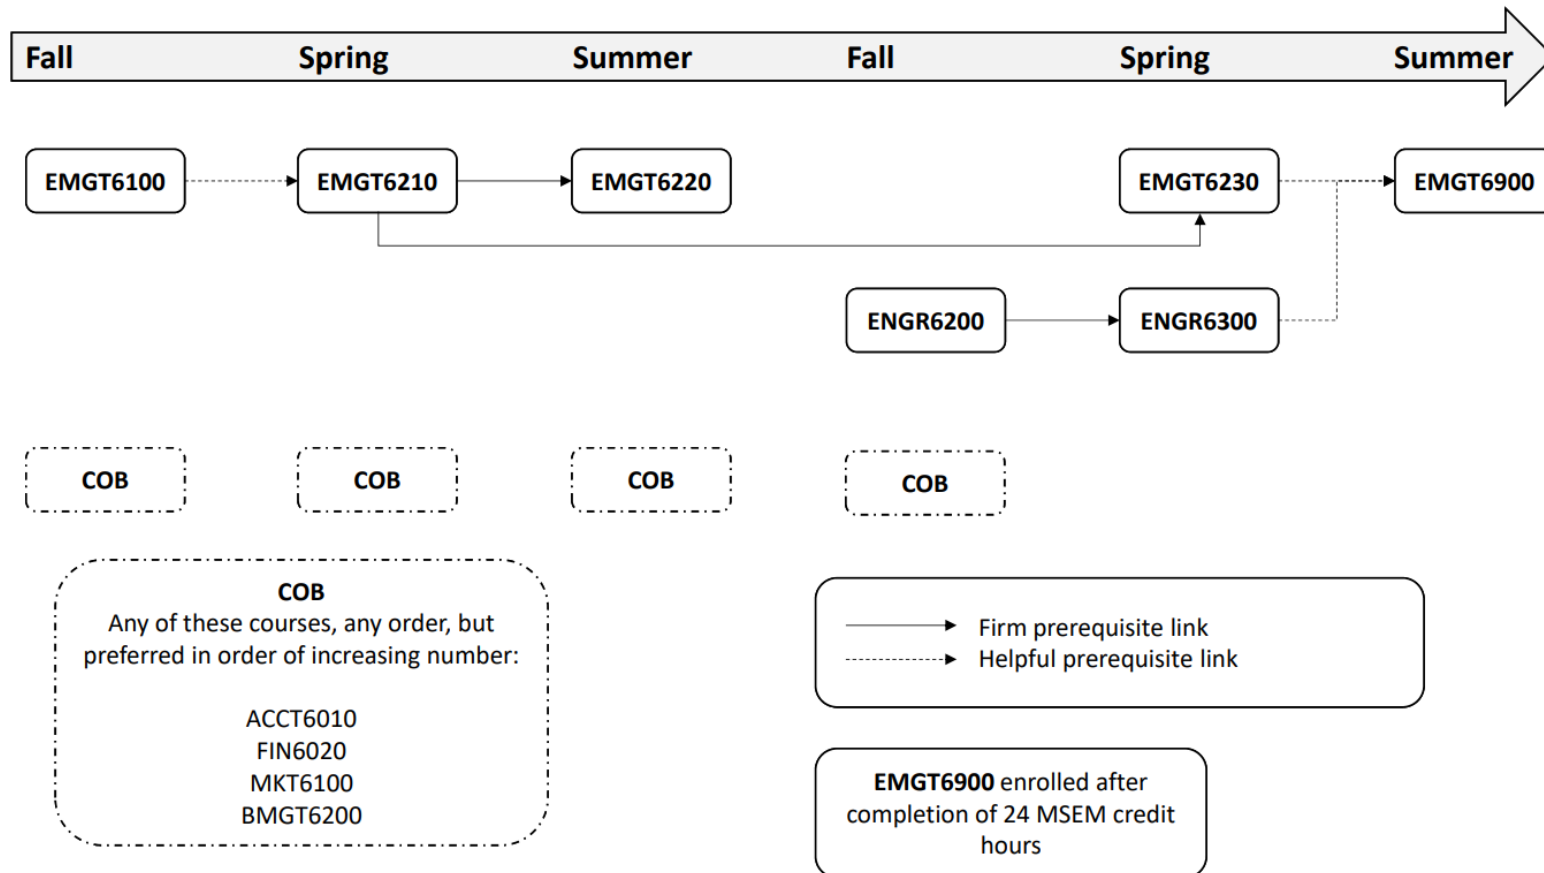 Fall Spring Summer Fall Spring Summer
EMGT6100 EMGT6210 EMGT6220 EMGT6230 EMGT6900
ENGR6200 ENGR6300
COB COB COB COB
COB
Any of these courses, any order, but
preferred in order of increasing number:
ACCT6010
FIN6020
MKT6100
BMGT6200
Firm prerequisite link
Helpful prerequisite link
EMGT6900 enrolled after
completion of 24 MSEM credit
hours